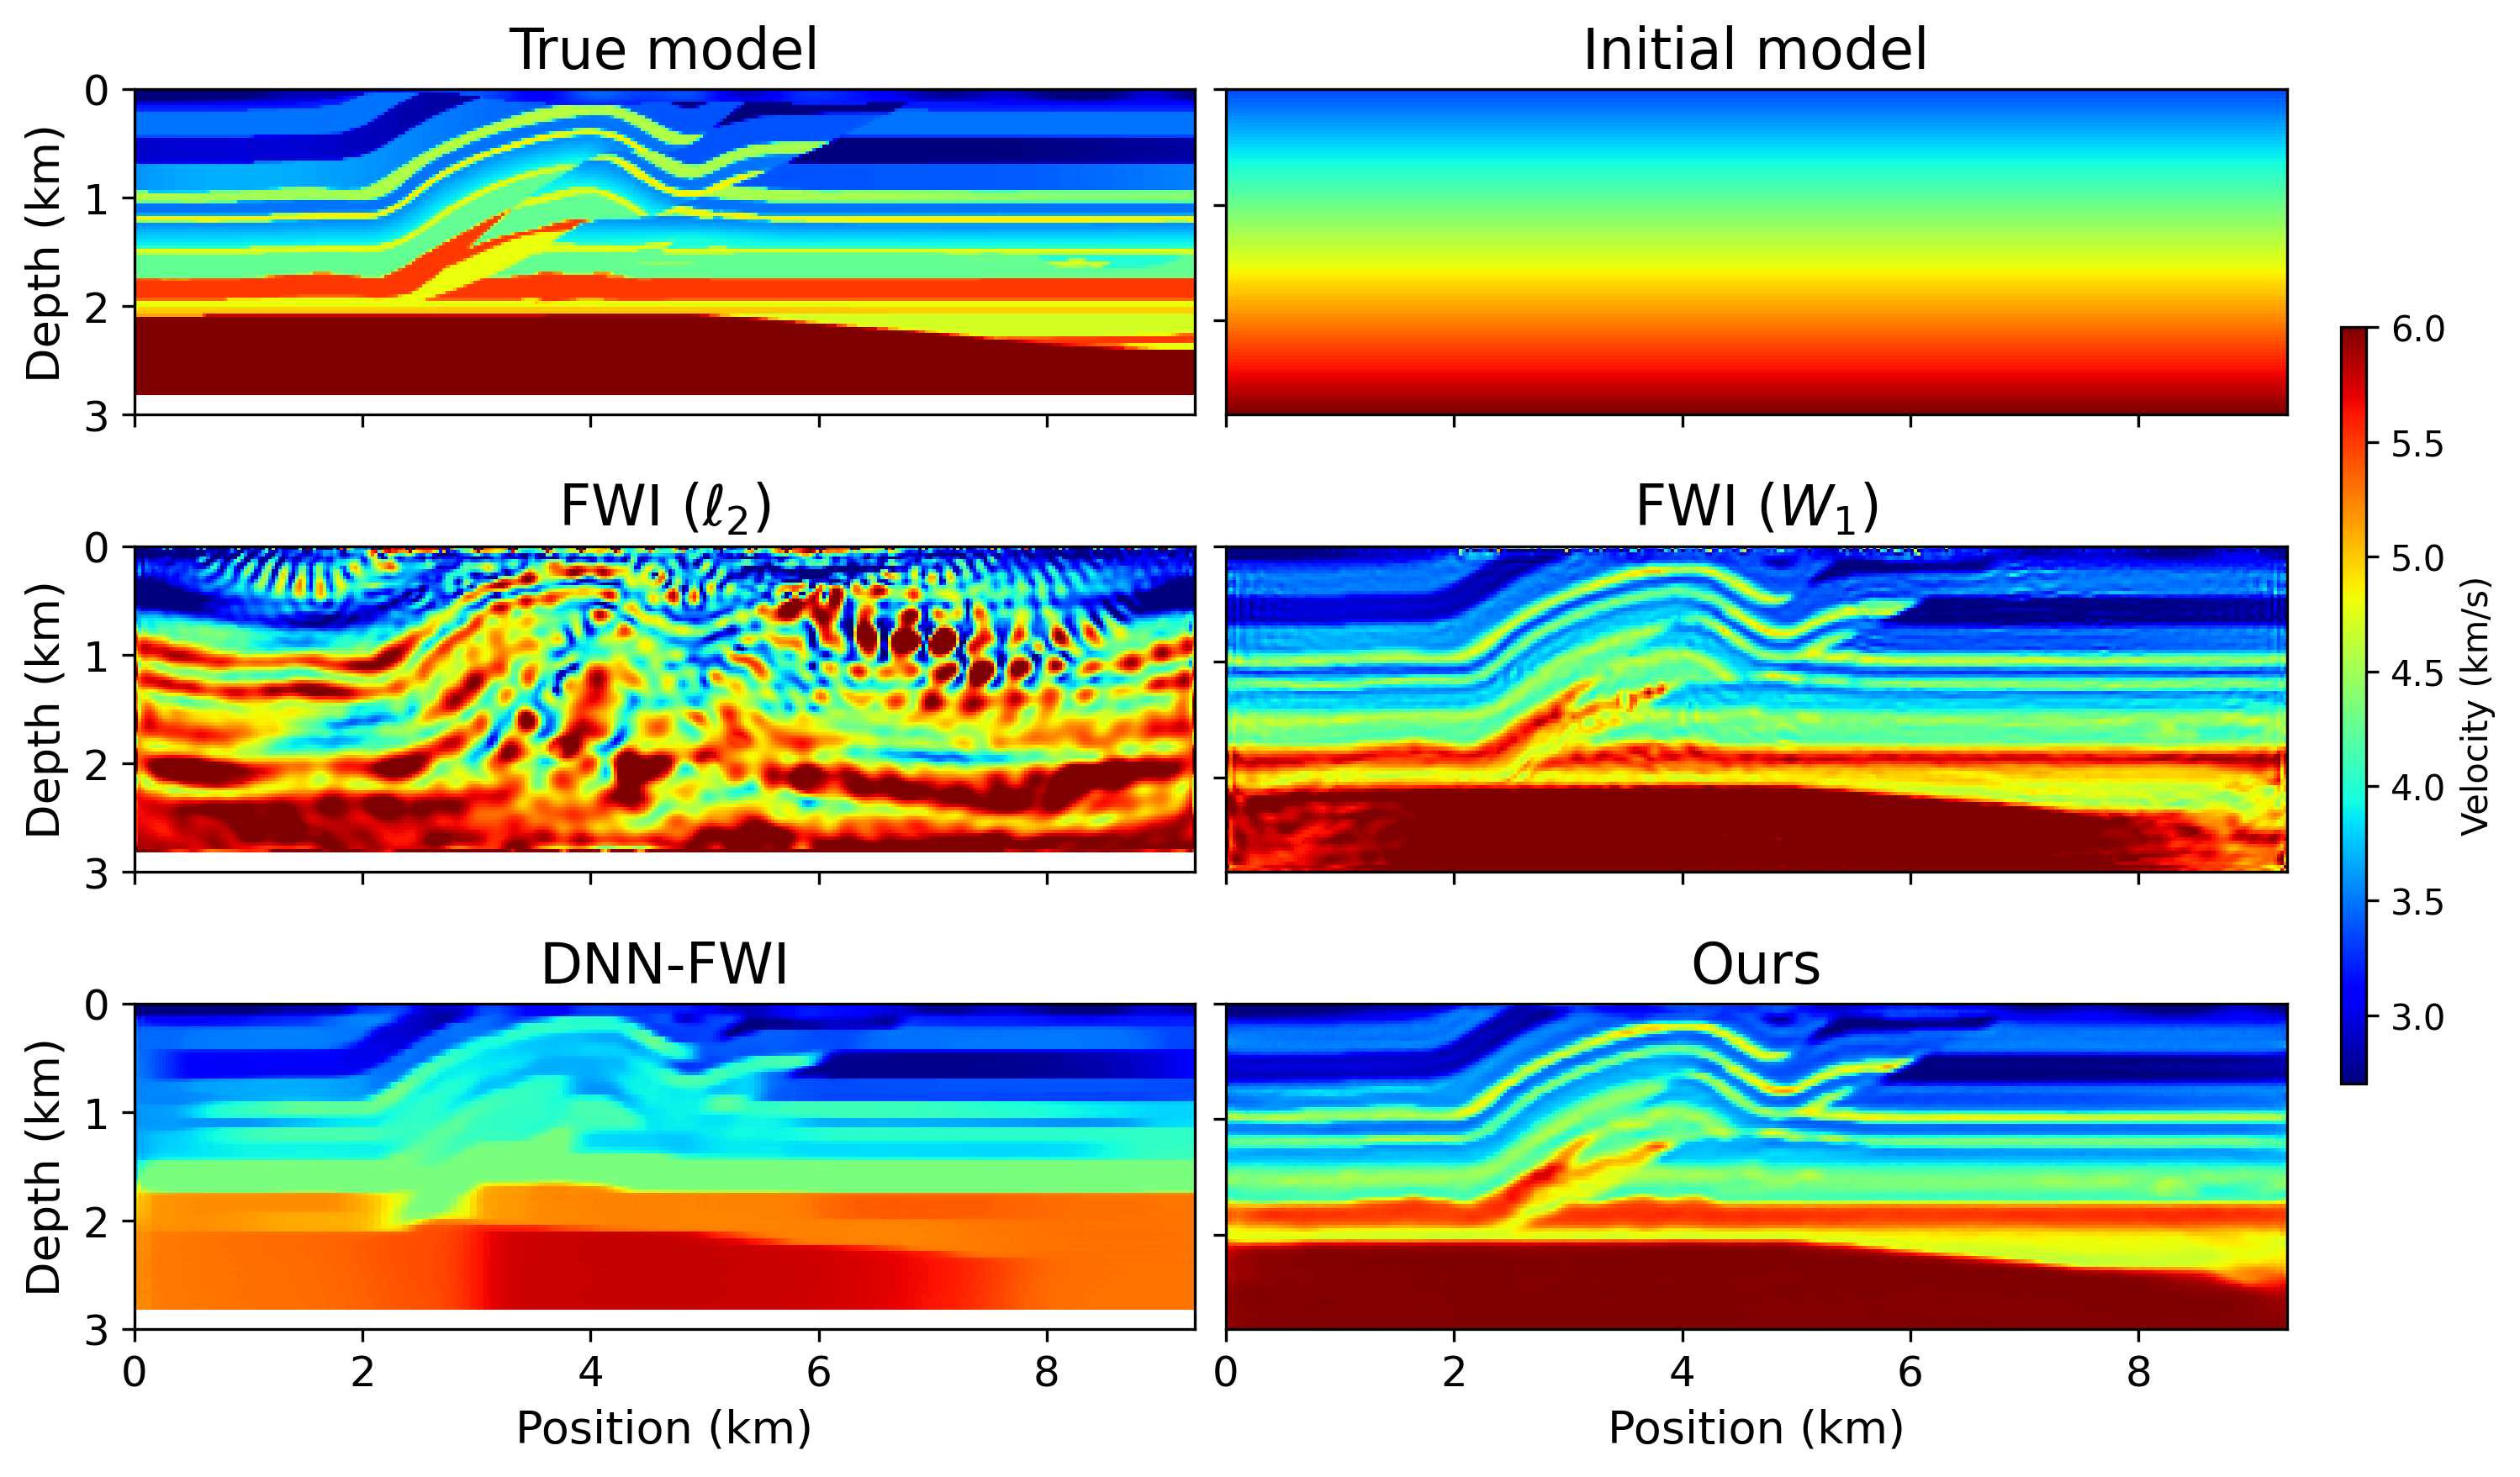 True model
Initial model
0
1
2
3
Depth (km)
FWI (ℓ₂)
FWI (W₁)
0
1
2
3
Depth (km)
DNN-FWI
Ours
0
1
2
3
Depth (km)
0 2 4 6 8
Position (km)
0 2 4 6 8
Position (km)
6.0
5.5
5.0
4.5
4.0
3.5
3.0
Velocity (km/s)